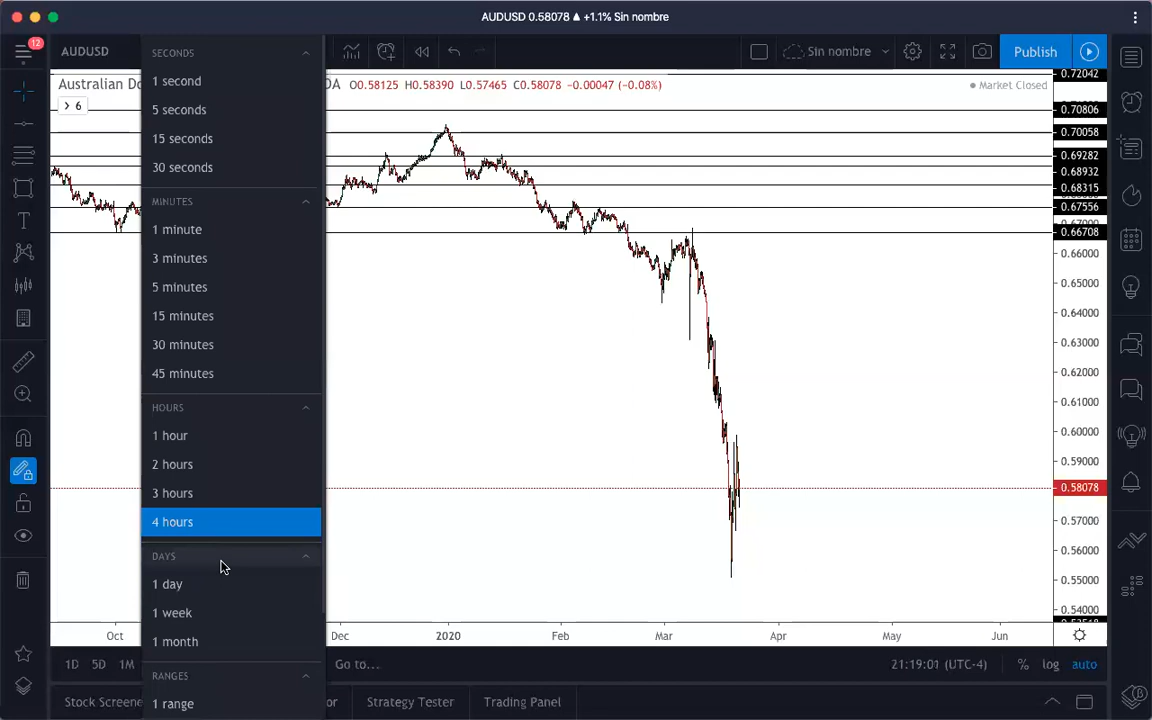 AUDUSD 0.58078 ▲ +1.1% Sin nombre
12
AUDUSD
Sin nombre
Publish
Australian Do
DA O0.58125 H0.58390 L0.57465 C0.58078 −0.00047 (−0.08%)
Market Closed
> 6
SECONDS
1 second
5 seconds
15 seconds
30 seconds
MINUTES
1 minute
3 minutes
5 minutes
15 minutes
30 minutes
45 minutes
HOURS
1 hour
2 hours
3 hours
4 hours
DAYS
1 day
1 week
1 month
RANGES
1 range
0.72042
0.70806
0.70058
0.69282
0.68932
0.68315
0.67556
0.67000
0.66708
0.66000
0.65000
0.64000
0.63000
0.62000
0.61000
0.60000
0.59000
0.58078
0.57000
0.56000
0.55000
0.54000
Oct
Dec
2020
Feb
Mar
Apr
May
Jun
1D 5D 1M
Go to...
21:19:01 (UTC-4)
% log auto
Stock Screene
or
Strategy Tester
Trading Panel